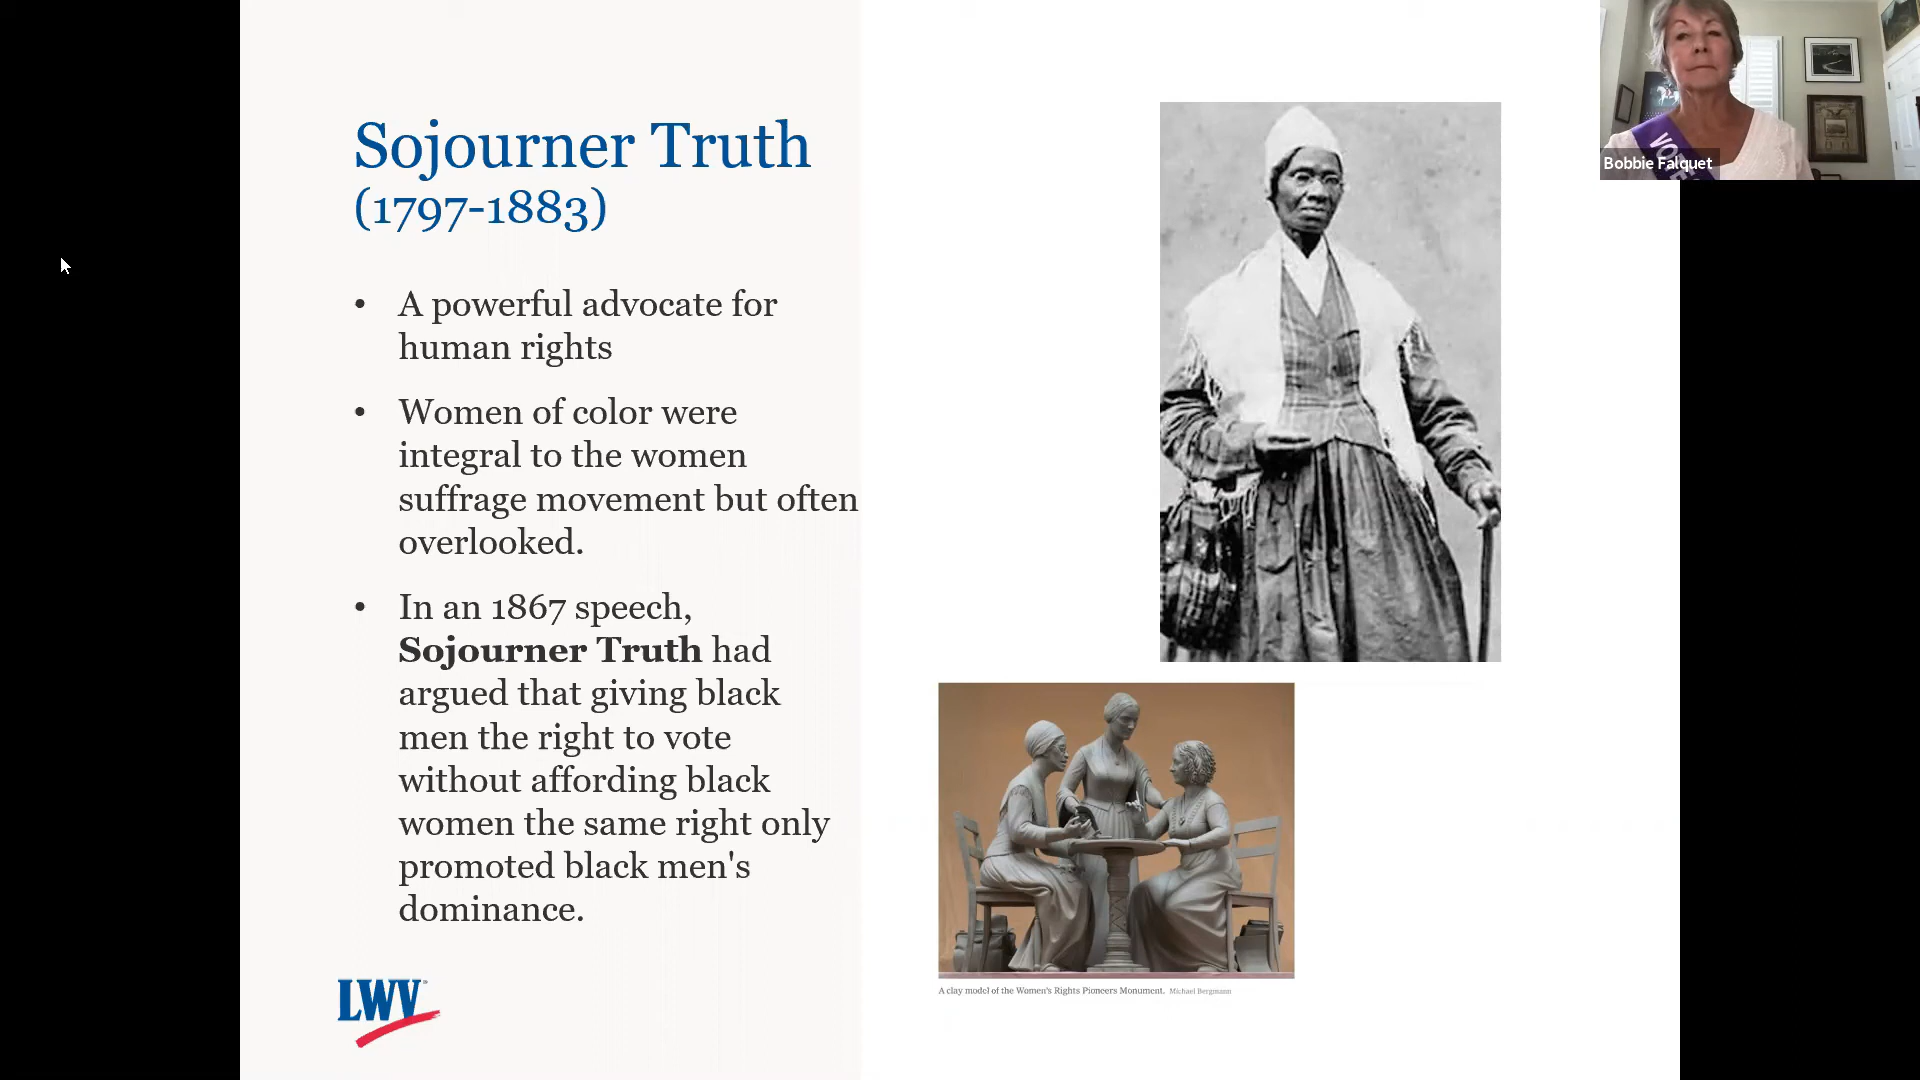 Sojourner Truth
(1797-1883)
• A powerful advocate for
human rights
• Women of color were
integral to the women
suffrage movement but often
overlooked.
• In an 1867 speech,
Sojourner Truth had
argued that giving black
men the right to vote
without affording black
women the same right only
promoted black men's
dominance.
LWV
A clay model of the Women's Rights Pioneers Monument. Michael Bergmann
VOTES
Bobbie Falquet